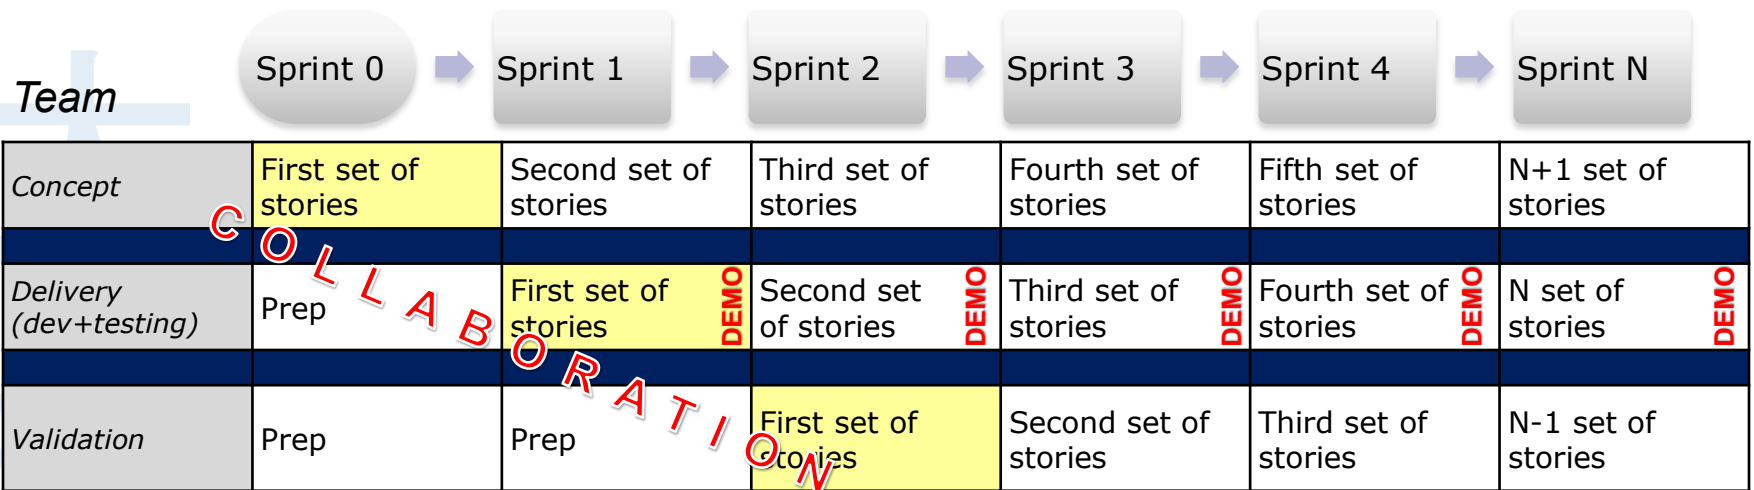 Team
Sprint 0
Sprint 1
Sprint 2
Sprint 3
Sprint 4
Sprint N
Concept
First set of
stories
Second set of
stories
Third set of
stories
Fourth set of
stories
Fifth set of
stories
N+1 set of
stories
COLLABORATION
Delivery
(dev+testing)
Prep
First set of
stories
DEMO
Second set
of stories
DEMO
Third set of
stories
DEMO
Fourth set of
stories
DEMO
N set of
stories
DEMO
Validation
Prep
Prep
First set of
stories
Second set of
stories
Third set of
stories
N-1 set of
stories